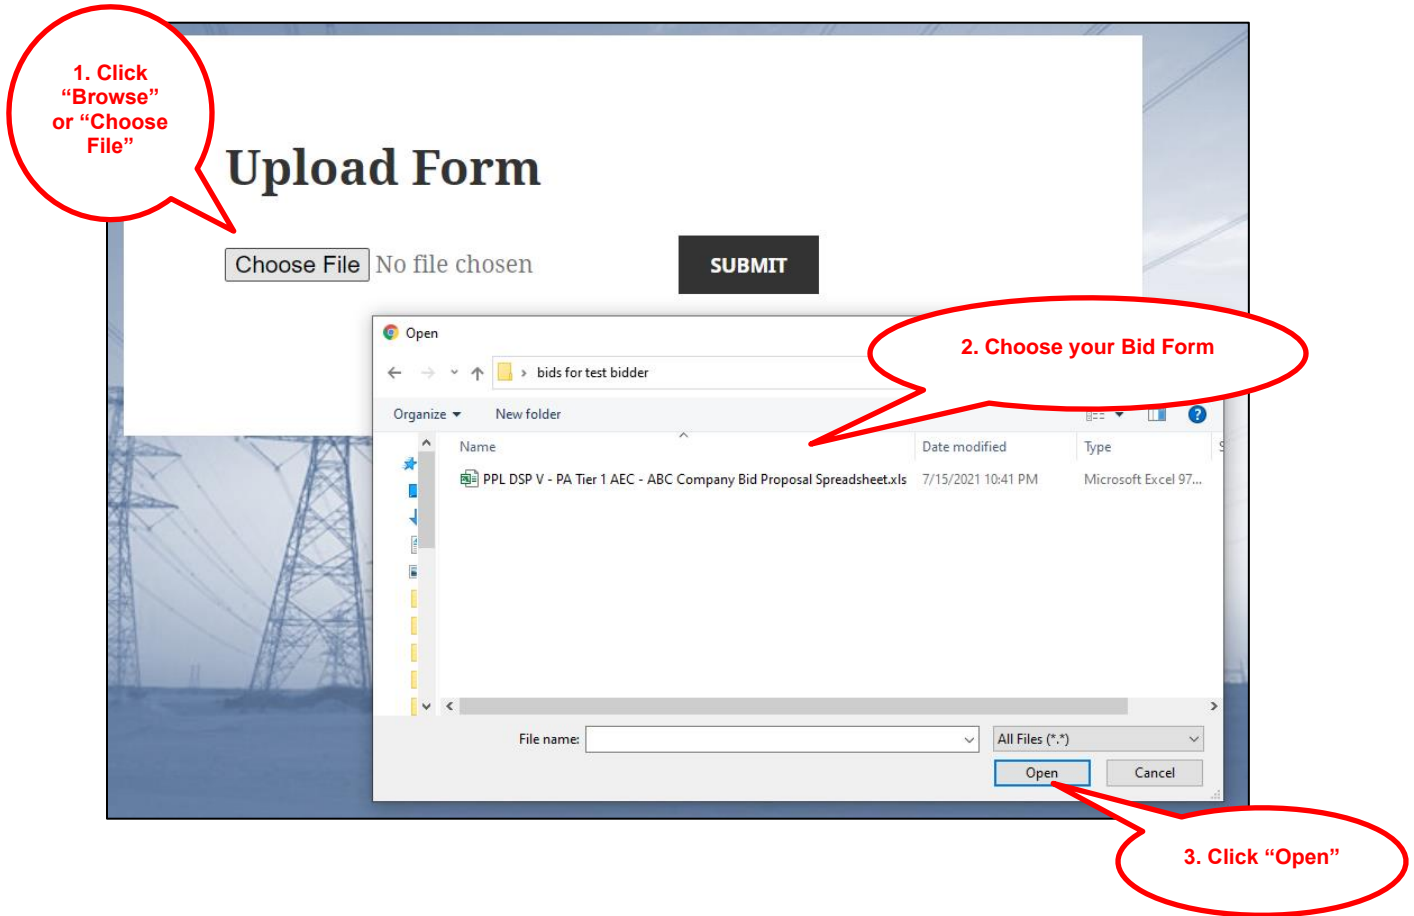 1. Click
“Browse”
or “Choose
File”
Upload Form
Choose File No file chosen
SUBMIT
Open
2. Choose your Bid Form
› bids for test bidder
Organize
New folder
Name
Date modified
Type
S
PPL DSP V - PA Tier 1 AEC - ABC Company Bid Proposal Spreadsheet.xls 7/15/2021 10:41 PM Microsoft Excel 97...
File name:
All Files (*.*)
Open
Cancel
3. Click “Open”